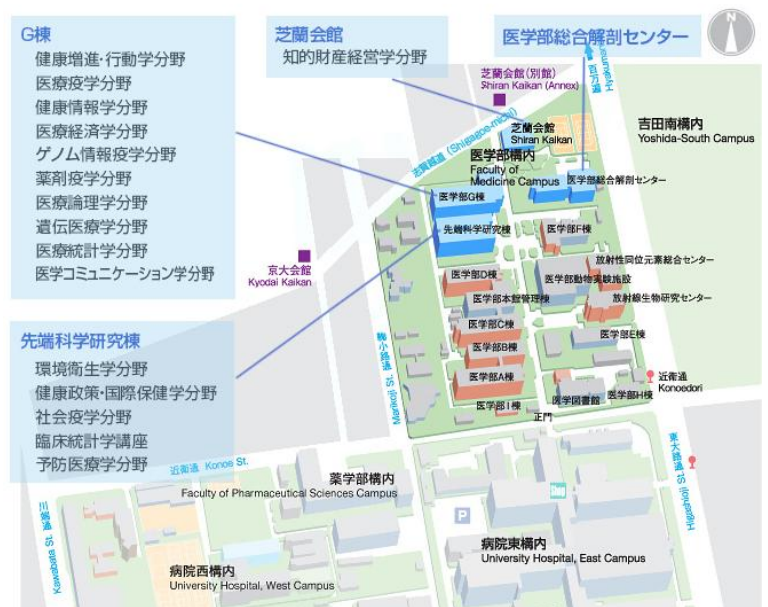 G棟
健康増進・行動学分野
医療疫学分野
健康情報学分野
医療経済学分野
ゲノム情報疫学分野
薬剤疫学分野
医療論理学分野
遺伝医療学分野
医療統計学分野
医学コミュニケーション学分野
芝蘭会館
知的財産経営学分野
医学部総合解剖センター
N
百万遍
Hyakumanben
芝蘭会館(別館)
Shiran Kaikan (Annex)
志賀越道 (Shigagoe-michi)
芝蘭会館
Shiran Kaikan
吉田南構内
Yoshida-South Campus
医学部構内
Faculty of
Medicine Campus
医学部総合解剖センター
医学部G棟
先端科学研究棟
医学部F棟
京大会館
Kyodai Kaikan
放射性同位元素総合センター
医学部D棟
医学部動物実験施設
医学部本館管理棟
放射線生物研究センター
先端科学研究棟
環境衛生学分野
健康政策・国際保健学分野
社会疫学分野
臨床統計学講座
予防医療学分野
医学部C棟
医学部E棟
医学部B棟
鞠小路通
Marikoji St.
医学部A棟
近衛通
Konoedori
医学図書館
医学部H棟
医学部I棟
正門
近衛通 Konoe St.
東大路通
Higashioji St.
薬学部構内
Faculty of Pharmaceutical Sciences Campus
川端通
Kawabata St.
P
病院東構内
University Hospital, East Campus
病院西構内
University Hospital, West Campus